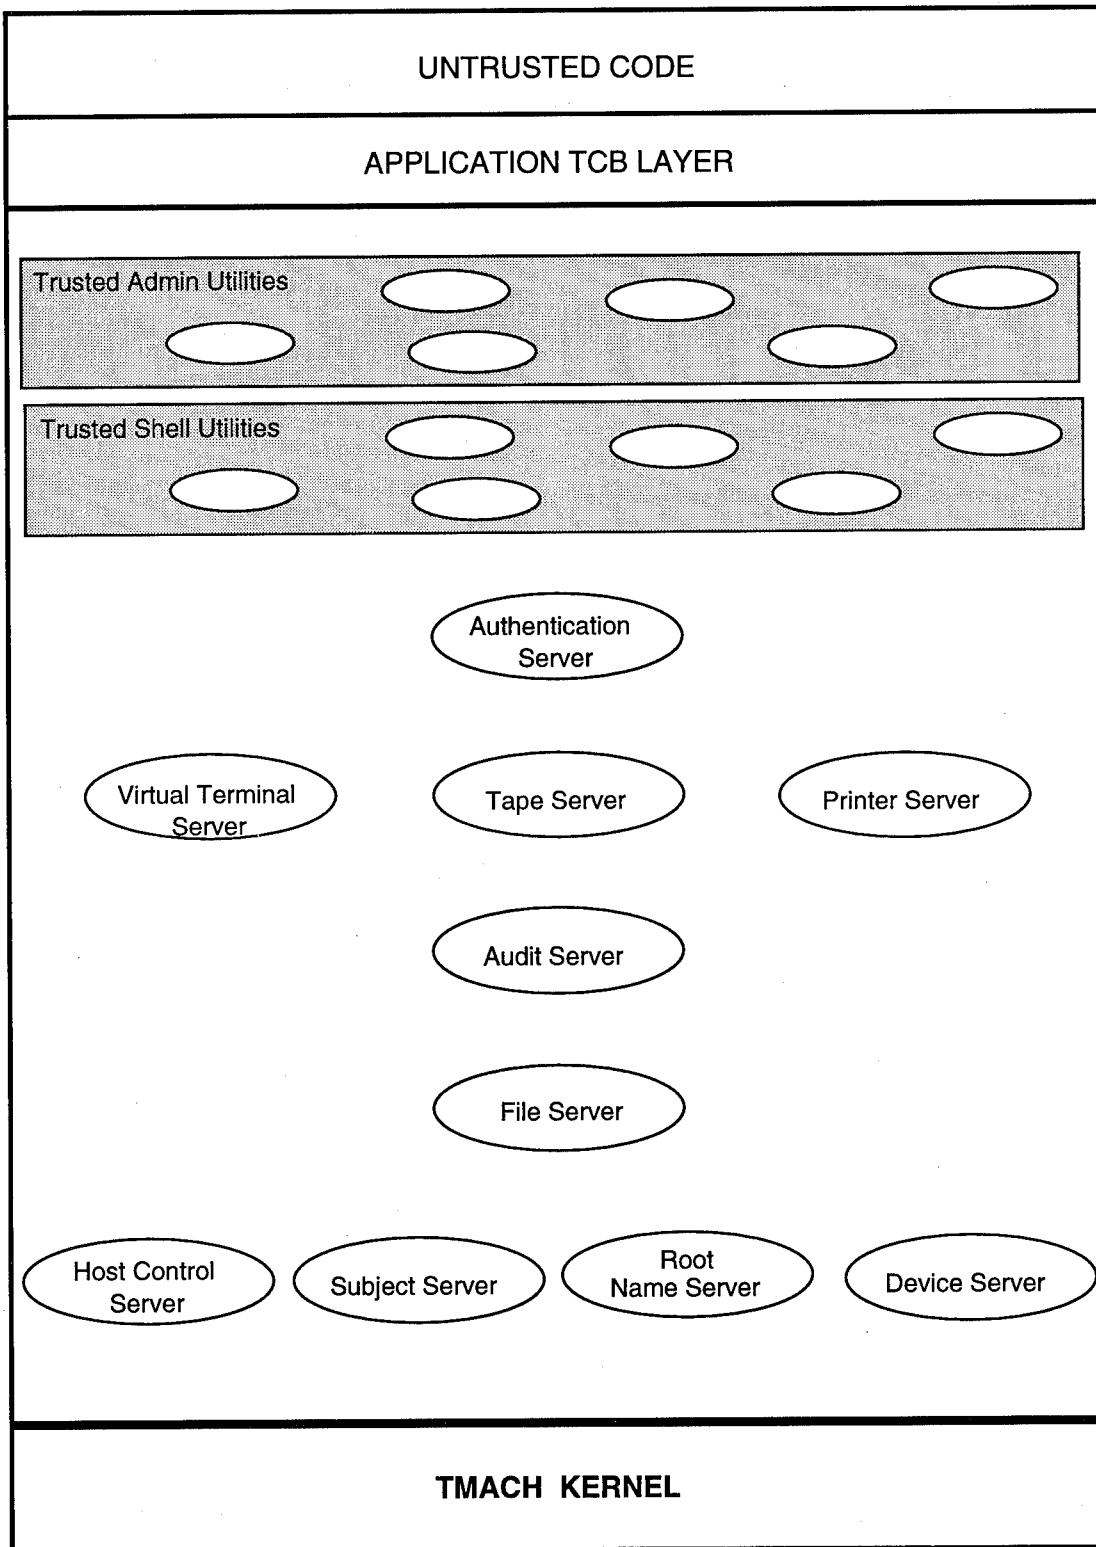 UNTRUSTED CODE
APPLICATION TCB LAYER
Trusted Admin Utilities
Trusted Shell Utilities
Authentication
Server
Virtual Terminal
Server
Tape Server
Printer Server
Audit Server
File Server
Host Control
Server
Subject Server
Root
Name Server
Device Server
TMACH KERNEL